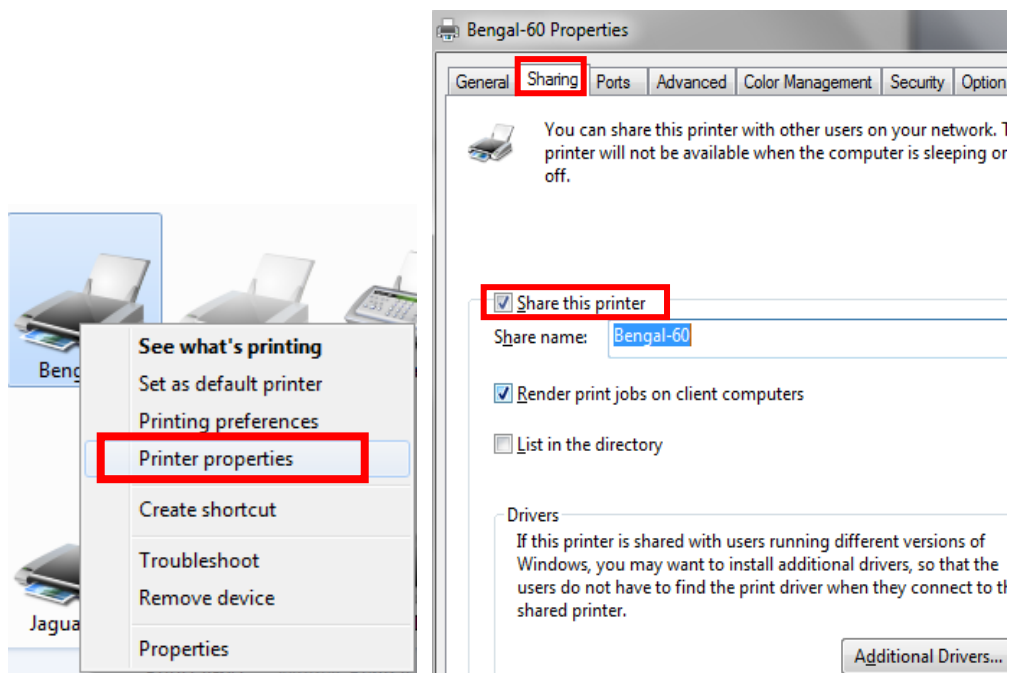 Beng
See what's printing
Set as default printer
Printing preferences
Printer properties
Create shortcut
Troubleshoot
Remove device
Properties
Jagua
Bengal-60 Properties
General Sharing Ports Advanced Color Management Security Option
You can share this printer with other users on your network. T
printer will not be available when the computer is sleeping or
off.
Share this printer
Share name: Bengal-60
Render print jobs on client computers
List in the directory
Drivers
If this printer is shared with users running different versions of
Windows, you may want to install additional drivers, so that the
users do not have to find the print driver when they connect to th
shared printer.
Additional Drivers...